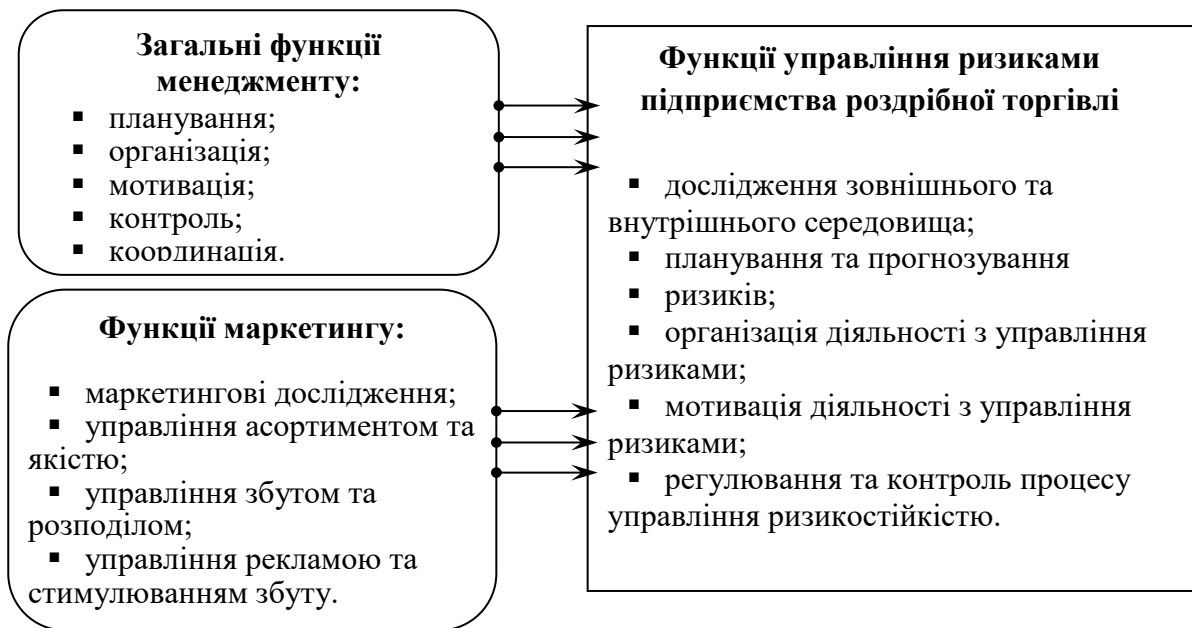 Загальні функції
менеджменту:
▪ планування;
▪ організація;
▪ мотивація;
▪ контроль;
▪ координація.
Функції маркетингу:
▪ маркетингові дослідження;
▪ управління асортиментом та
якістю;
▪ управління збутом та
розподілом;
▪ управління рекламою та
стимулюванням збуту.
Функції управління ризиками
підприємства роздрібної торгівлі
▪ дослідження зовнішнього та
внутрішнього середовища;
▪ планування та прогнозування
▪ ризиків;
▪ організація діяльності з управління
ризиками;
▪ мотивація діяльності з управління
ризиками;
▪ регулювання та контроль процесу
управління ризикостійкістю.